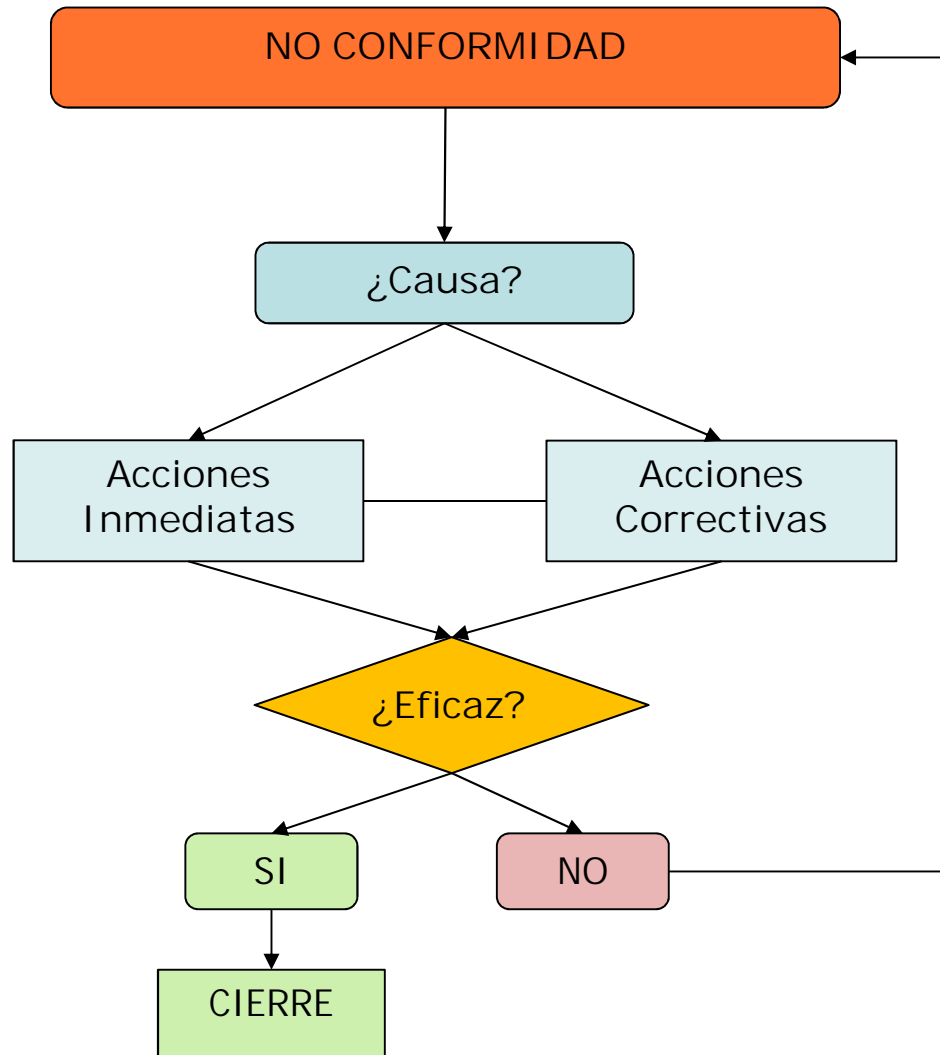 NO CONFORMIDAD
¿Causa?
Acciones
Inmediatas
Acciones
Correctivas
¿Eficaz?
SI
NO
CIERRE